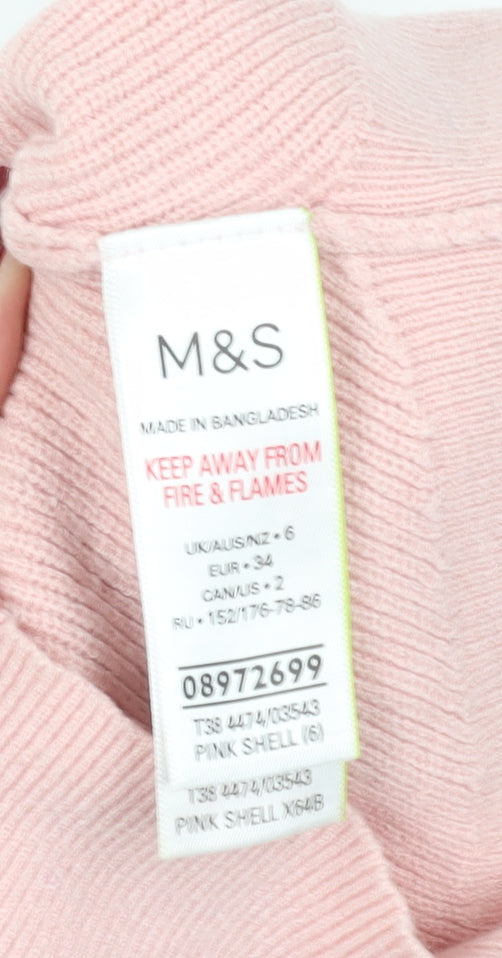 M&S
MADE IN BANGLADESH
KEEP AWAY FROM
FIRE & FLAMES
UK/AUS/NZ • 6
EUR • 34
CAN/US • 2
RU • 152/176-78-86
08972699
T38 4474/03543
PINK SHELL (6)
T38 4474/03543
PINK SHELL X64B